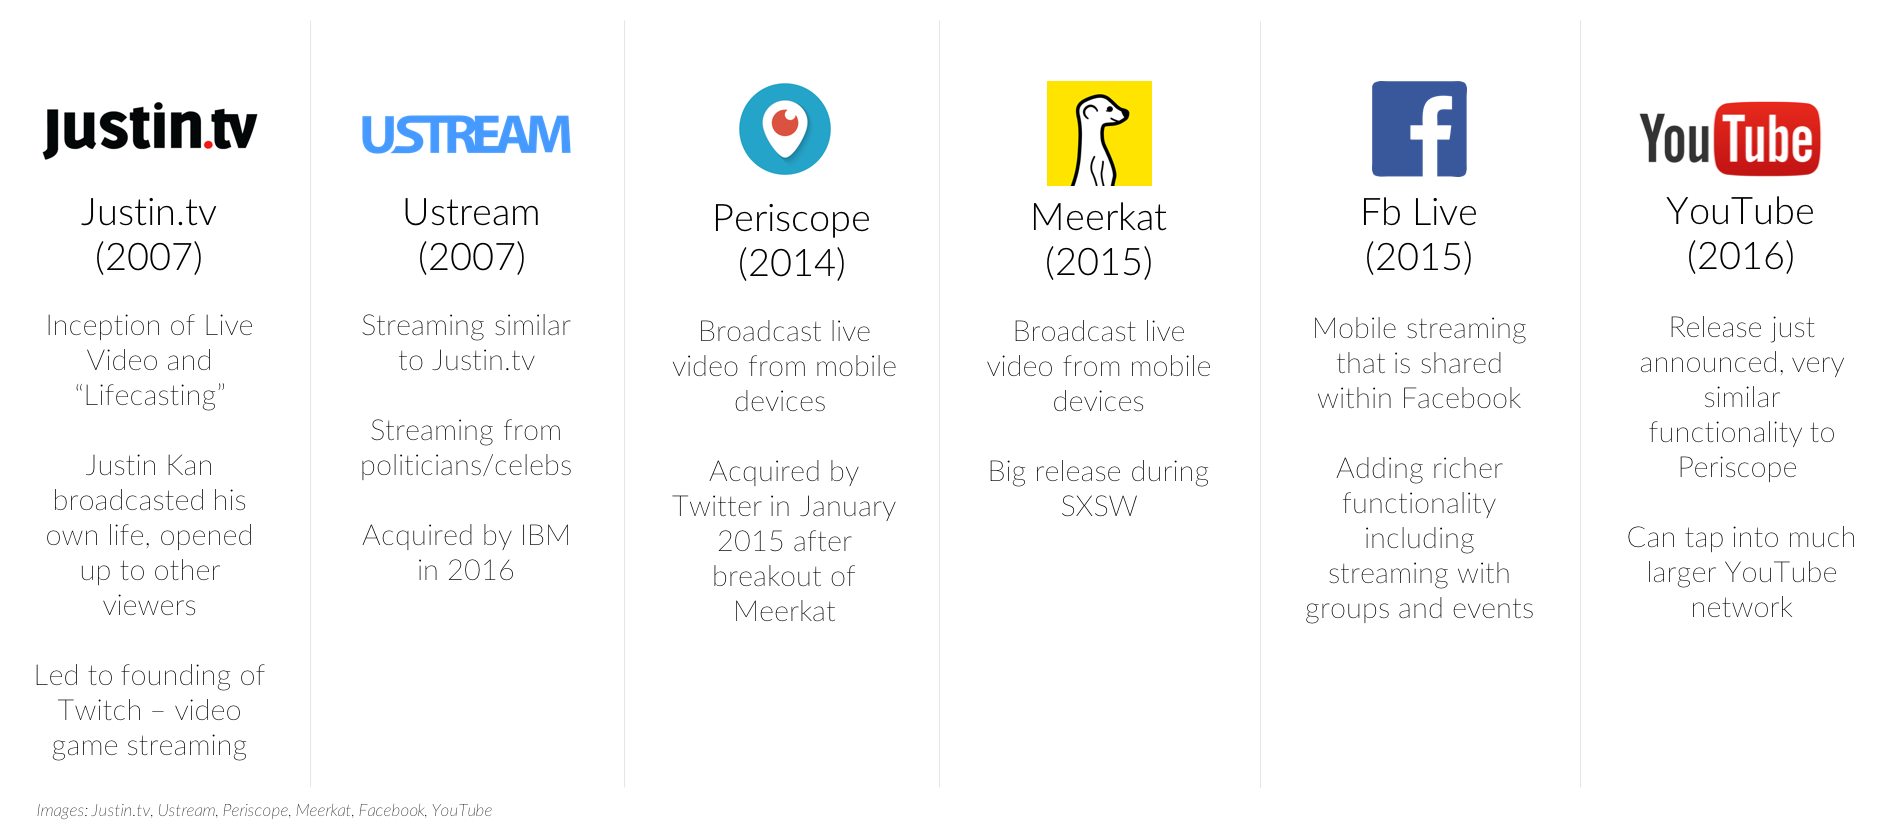 Justin.tv
Justin.tv
(2007)
Inception of Live
Video and
“Lifecasting”
Justin Kan
broadcasted his
own life, opened
up to other
viewers
Led to founding of
Twitch – video
game streaming
USTREAM
Ustream
(2007)
Streaming similar
to Justin.tv
Streaming from
politicians/celebs
Acquired by IBM
in 2016
Periscope
(2014)
Broadcast live
video from mobile
devices
Acquired by
Twitter in January
2015 after
breakout of
Meerkat
Meerkat
(2015)
Broadcast live
video from mobile
devices
Big release during
SXSW
f
Fb Live
(2015)
Mobile streaming
that is shared
within Facebook
Adding richer
functionality
including
streaming with
groups and events
YouTube
YouTube
(2016)
Release just
announced, very
similar
functionality to
Periscope
Can tap into much
larger YouTube
network
Images: Justin.tv, Ustream, Periscope, Meerkat, Facebook, YouTube